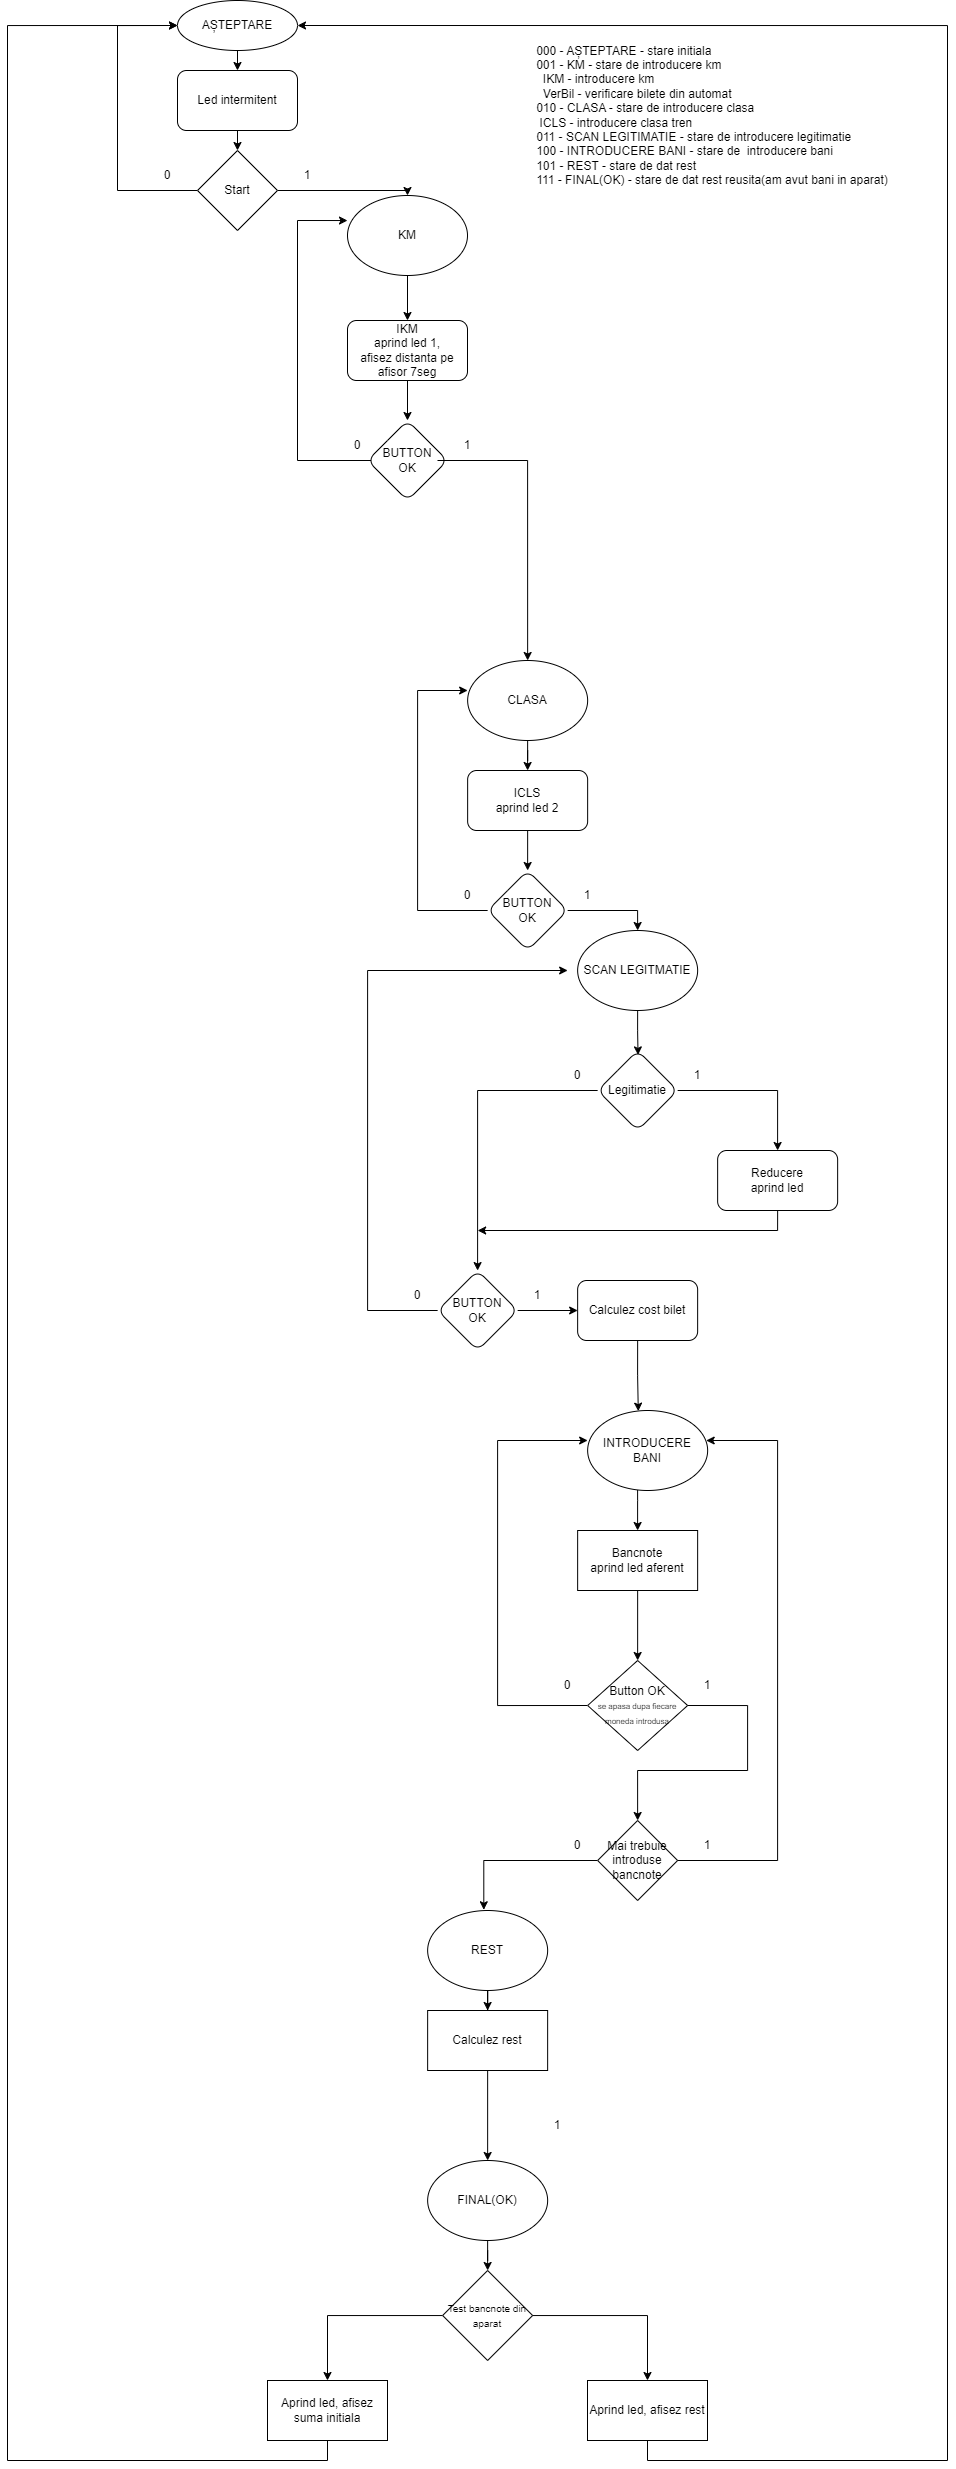 AȘTEPTARE
000 - AȘTEPTARE - stare initiala
001 - KM - stare de introducere km
IKM - introducere km
VerBil - verificare bilete din automat
010 - CLASA - stare de introducere clasa
ICLS - introducere clasa tren
011 - SCAN LEGITIMATIE - stare de introducere legitimatie
100 - INTRODUCERE BANI - stare de  introducere bani
101 - REST - stare de dat rest
111 - FINAL(OK) - stare de dat rest reusita(am avut bani in aparat)
Led intermitent
0
Start
1
KM
IKM
aprind led 1,
afisez distanta pe
afisor 7seg
0
BUTTON
OK
1
CLASA
ICLS
aprind led 2
0
BUTTON
OK
1
SCAN LEGITMATIE
0
Legitimatie
1
Reducere
aprind led
0
BUTTON
OK
1
Calculez cost bilet
INTRODUCERE
BANI
Bancnote
aprind led aferent
0
Button OK
se apasa dupa fiecare
moneda introdusa
1
0
Mai trebuie
introduse
bancnote
1
REST
Calculez rest
1
FINAL(OK)
Test bancnote din
aparat
Aprind led, afisez
suma initiala
Aprind led, afisez rest